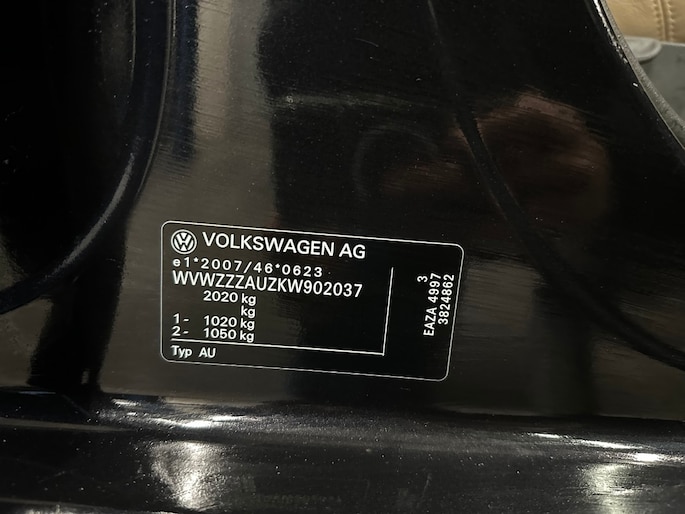 VOLKSWAGEN AG
e1*2007/46*0623
WVWZZZAUZKW902037
2020 kg
kg
1- 1020 kg
2- 1050 kg
Typ AU
3
EAZA 4997
3824862